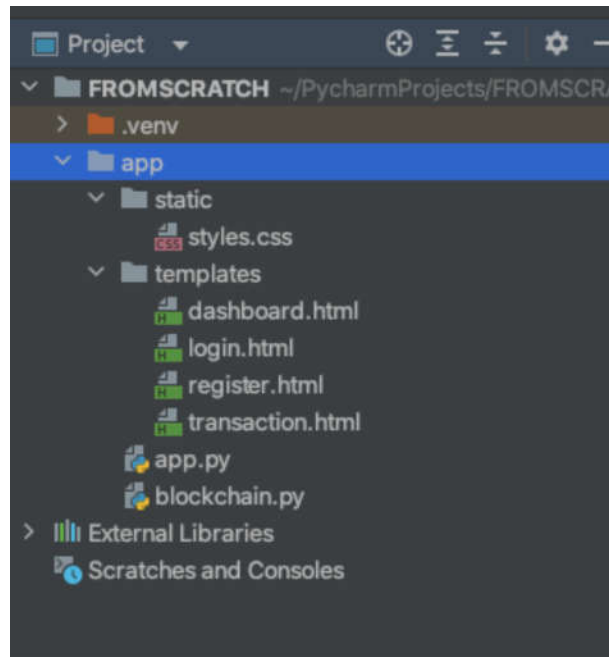 Project
FROMSCRATCH ~/PycharmProjects/FROMSCRA
.venv
app
static
styles.css
templates
dashboard.html
login.html
register.html
transaction.html
app.py
blockchain.py
External Libraries
Scratches and Consoles